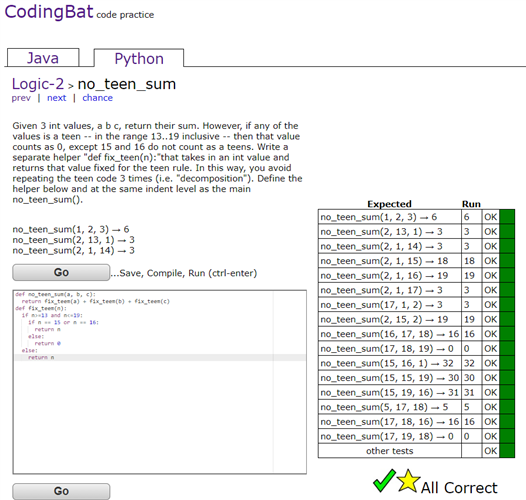 CodingBat code practice
Java
Python
Logic-2 > no_teen_sum
prev | next | chance
Given 3 int values, a b c, return their sum. However, if any of the
values is a teen -- in the range 13..19 inclusive -- then that value
counts as 0, except 15 and 16 do not count as a teens. Write a
separate helper "def fix_teen(n):"that takes in an int value and
returns that value fixed for the teen rule. In this way, you avoid
repeating the teen code 3 times (i.e. "decomposition"). Define the
helper below and at the same indent level as the main
no_teen_sum().
no_teen_sum(1, 2, 3) → 6
no_teen_sum(2, 13, 1) → 3
no_teen_sum(2, 1, 14) → 3
Go
...Save, Compile, Run (ctrl-enter)
def no_teen_sum(a, b, c):
return fix_teen(a) + fix_teen(b) + fix_teen(c)
def fix_teen(n):
if n>=13 and n<=19:
if n == 15 or n == 16:
return n
else:
return 0
else:
return n
Go
Expected Run
no_teen_sum(1, 2, 3) → 6 6 OK
no_teen_sum(2, 13, 1) → 3 3 OK
no_teen_sum(2, 1, 14) → 3 3 OK
no_teen_sum(2, 1, 15) → 18 18 OK
no_teen_sum(2, 1, 16) → 19 19 OK
no_teen_sum(2, 1, 17) → 3 3 OK
no_teen_sum(17, 1, 2) → 3 3 OK
no_teen_sum(2, 15, 2) → 19 19 OK
no_teen_sum(16, 17, 18) → 16 16 OK
no_teen_sum(17, 18, 19) → 0 0 OK
no_teen_sum(15, 16, 1) → 32 32 OK
no_teen_sum(15, 15, 19) → 30 30 OK
no_teen_sum(15, 19, 16) → 31 31 OK
no_teen_sum(5, 17, 18) → 5 5 OK
no_teen_sum(17, 18, 16) → 16 16 OK
no_teen_sum(17, 19, 18) → 0 0 OK
other tests OK
All Correct